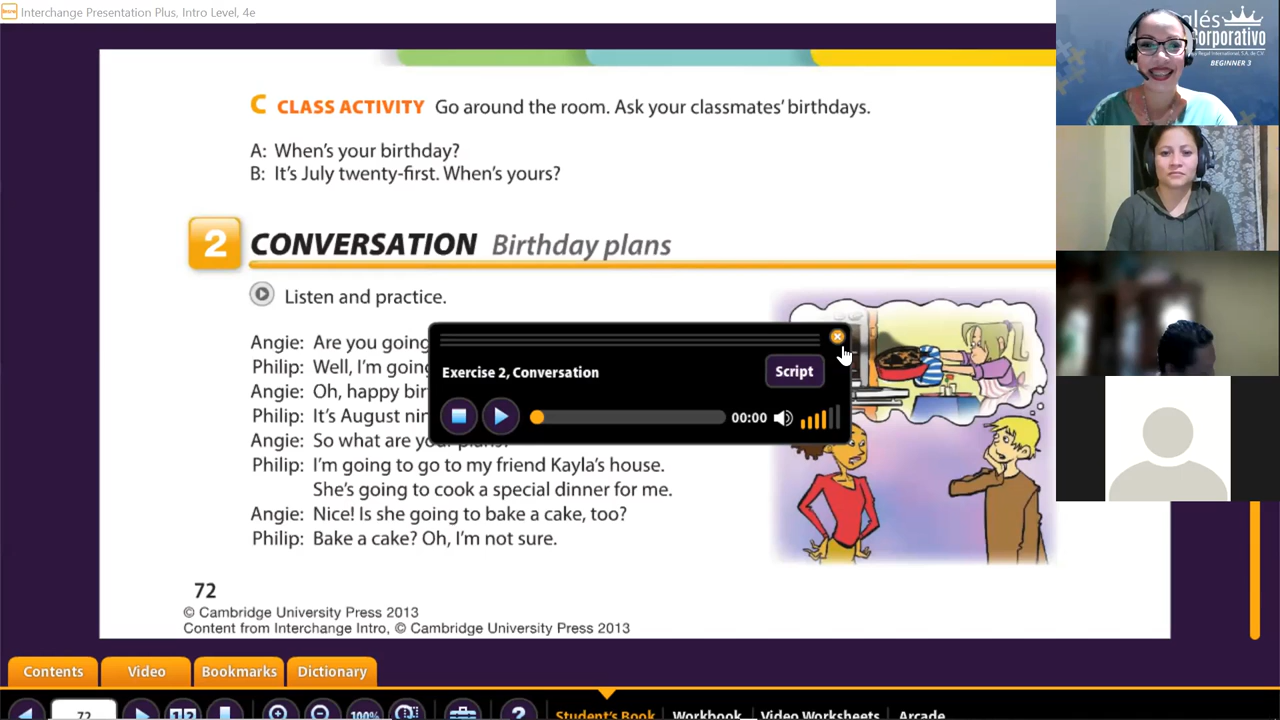 Interchange Presentation Plus, Intro Level, 4e
glés
orporativo
BEGINNER 3
C CLASS ACTIVITY Go around the room. Ask your classmates' birthdays.
A: When's your birthday?
B: It's July twenty-first. When's yours?
2 CONVERSATION Birthday plans
Listen and practice.
Angie: Are you going
Philip: Well, I'm going
Angie: Oh, happy bir
Philip: It's August nin
Angie: So what are your plans?
Philip: I'm going to go to my friend Kayla's house.
She's going to cook a special dinner for me.
Angie: Nice! Is she going to bake a cake, too?
Philip: Bake a cake? Oh, I'm not sure.
Exercise 2, Conversation
Script
00:00
72
© Cambridge University Press 2013
Content from Interchange Intro, © Cambridge University Press 2013
Contents Video Bookmarks Dictionary
72 1 2 100% ? Student's Book Workbook Video Worksheets Arcade